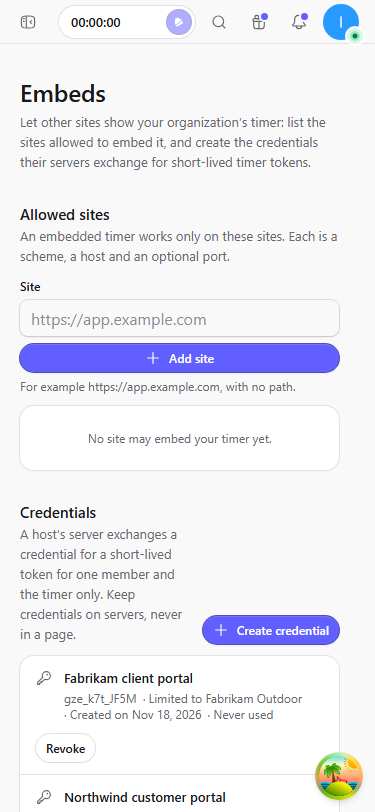 00:00:00
I
Embeds
Let other sites show your organization's timer: list the
sites allowed to embed it, and create the credentials
their servers exchange for short-lived timer tokens.
Allowed sites
An embedded timer works only on these sites. Each is a
scheme, a host and an optional port.
Site
https://app.example.com
Add site
For example https://app.example.com, with no path.
No site may embed your timer yet.
Credentials
A host's server exchanges a
credential for a short-lived
token for one member and
the timer only. Keep
credentials on servers, never
in a page.
Create credential
Fabrikam client portal
gze_k7t_JF5M · Limited to Fabrikam Outdoor
· Created on Nov 18, 2026 · Never used
Revoke
Northwind customer portal